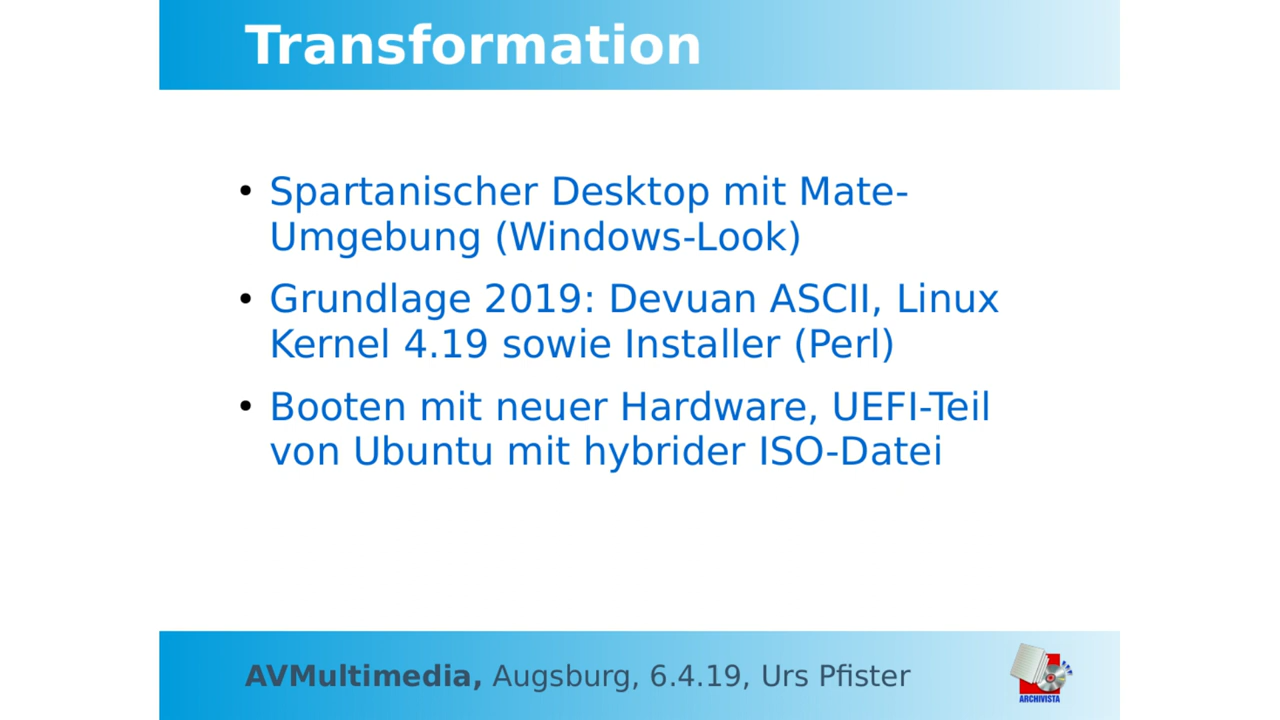 Transformation
• Spartanischer Desktop mit Mate-
Umgebung (Windows-Look)
• Grundlage 2019: Devuan ASCII, Linux
Kernel 4.19 sowie Installer (Perl)
• Booten mit neuer Hardware, UEFI-Teil
von Ubuntu mit hybrider ISO-Datei
AVMultimedia, Augsburg, 6.4.19, Urs Pfister
ARCHIVISTA